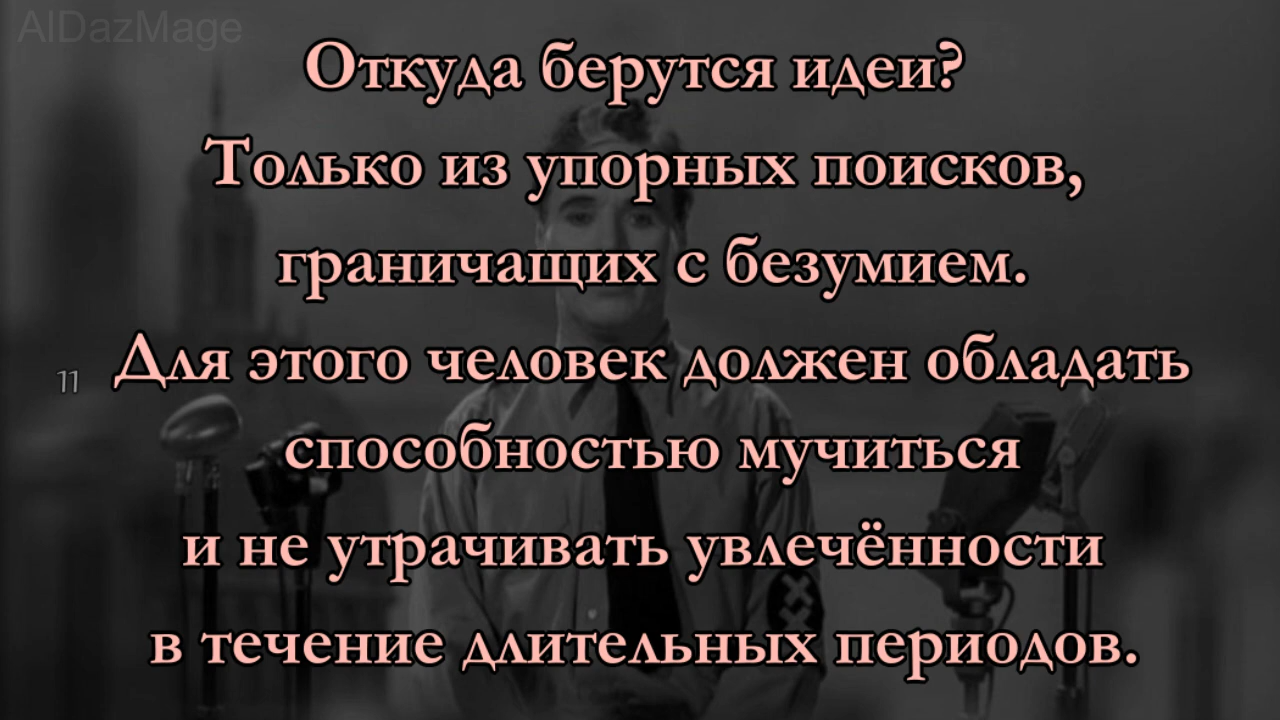 AlDazMage
Откуда берутся идеи?
Только из упорных поисков,
граничащих с безумием.
11
Для этого человек должен обладать
способностью мучиться
и не утрачивать увлечённости
в течение длительных периодов.